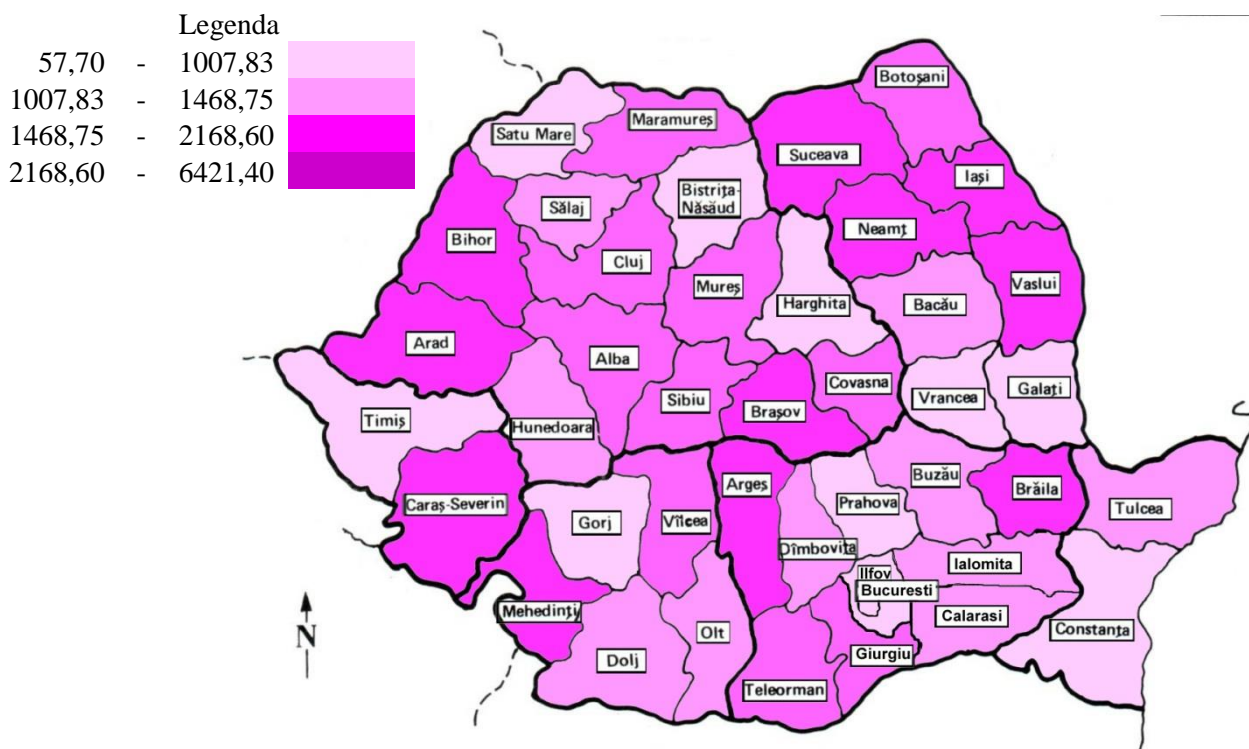 Legenda
57,70 - 1007,83
1007,83 - 1468,75
1468,75 - 2168,60
2168,60 - 6421,40
Botoșani
Maramureș
Satu Mare
Suceava
Iași
Bistrița-
Năsăud
Sălaj
Neamț
Bihor
Cluj
Vaslui
Mureș
Harghita
Bacău
Arad
Alba
Covasna
Galați
Vrancea
Sibiu
Brașov
Timiș
Hunedoara
Buzău
Argeș
Brăila
Caraș-Severin
Prahova
Tulcea
Gorj
Vîlcea
Dîmbovița
Ialomita
Ilfov
Bucuresti
Mehedinți
Calarasi
Constanța
Olt
N
Giurgiu
Dolj
Teleorman